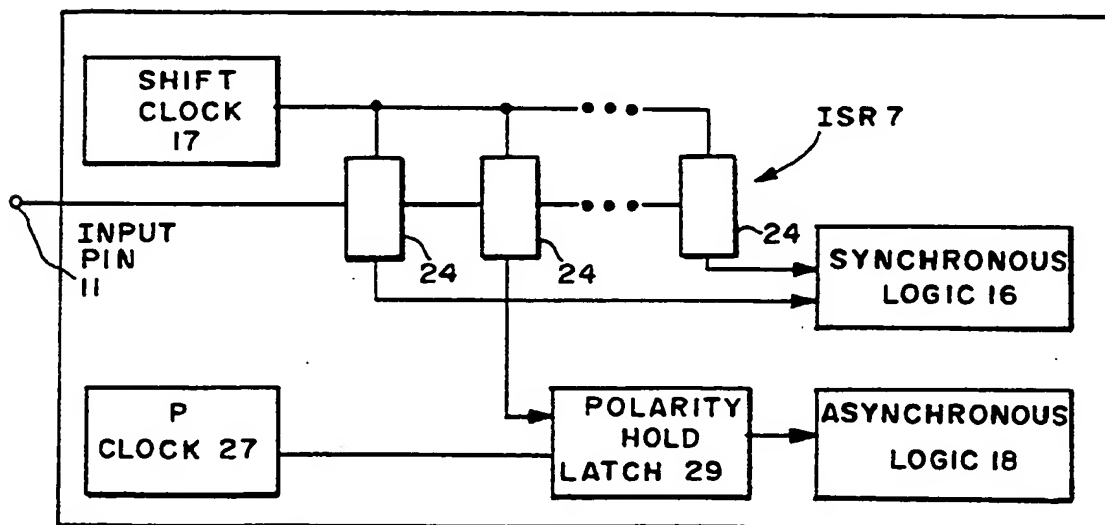 SHIFT
CLOCK
17
ISR 7
INPUT
PIN
11
24
24
24
SYNCHRONOUS
LOGIC 16
P
CLOCK 27
POLARITY
HOLD
LATCH 29
ASYNCHRONOUS
LOGIC 18